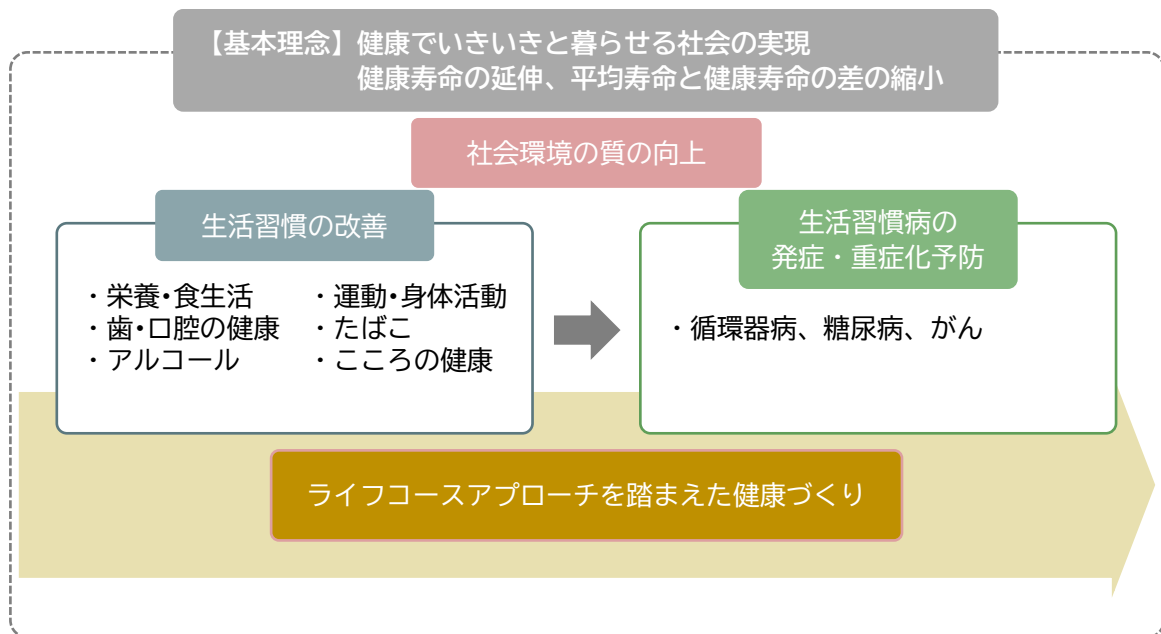 【基本理念】健康でいきいきと暮らせる社会の実現
健康寿命の延伸、平均寿命と健康寿命の差の縮小
社会環境の質の向上
生活習慣の改善
・栄養・食生活
・歯・口腔の健康
・アルコール
・運動・身体活動
・たばこ
・こころの健康
生活習慣病の
発症・重症化予防
・循環器病、糖尿病、がん
ライフコースアプローチを踏まえた健康づくり